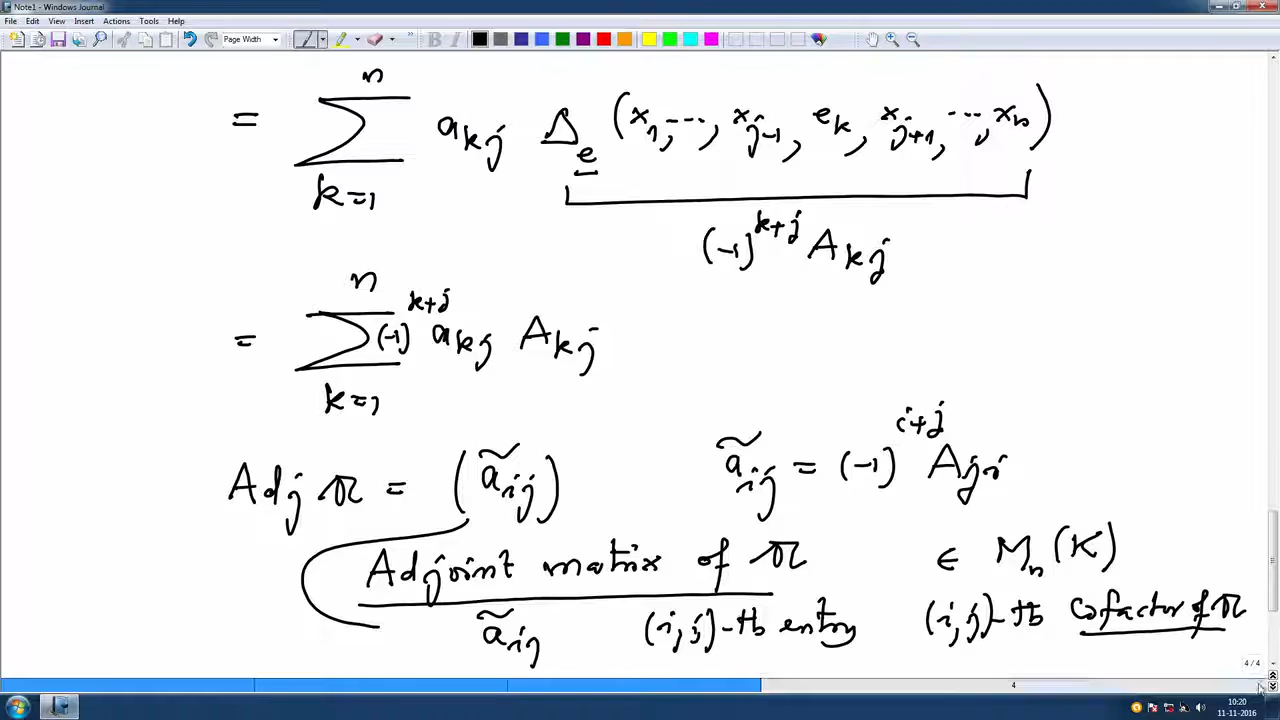 Note1 - Windows Journal
File Edit View Insert Actions Tools Help
Page Width
B I
= \sum_{k=1}^{n} a_{kj} Δ_e (x_1, ..., x_{j-1}, e_k, x_{j+1}, ..., x_n)
(-1)^{k+j} A_{kj}
= \sum_{k=1}^{n} (-1)^{k+j} a_{kj} A_{kj}
Adj 𝔄 = (ã_{ij}) ã_{ij} = (-1)^{i+j} A_{ji}
Adjoint matrix of 𝔄 ∈ M_n(K)
ã_{ij} (i,j)-th entry (i,j)-th cofactor of 𝔄
4/4
4
10:20
11-11-2016